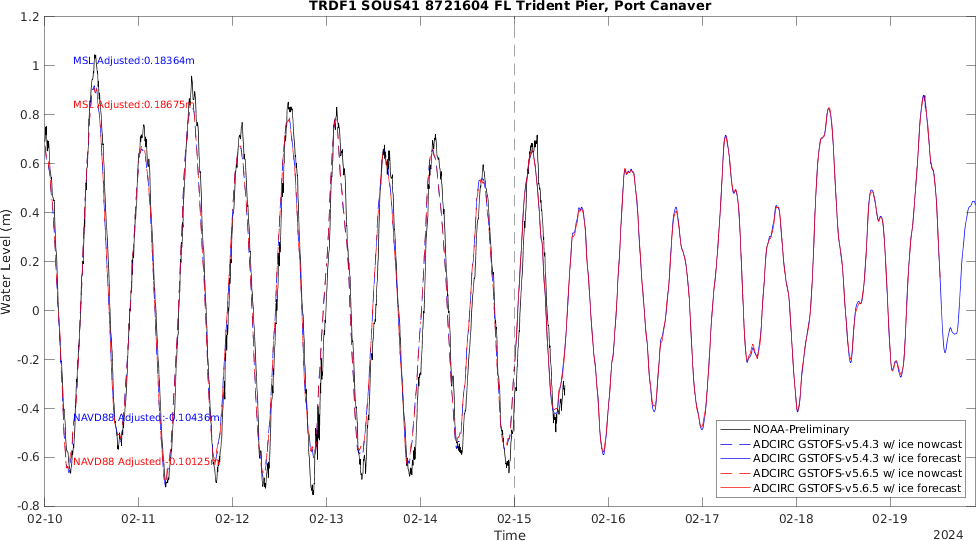 TRDF1 SOUS41 8721604 FL Trident Pier, Port Canaver
1.2
1
0.8
0.6
0.4
0.2
0
-0.2
-0.4
-0.6
-0.8
Water Level (m)
MSL Adjusted:0.18364m
MSL Adjusted:0.18675m
NAVD88 Adjusted:-0.10436m
NAVD88 Adjusted:-0.10125m
NOAA-Preliminary
ADCIRC GSTOFS-v5.4.3 w/ ice nowcast
ADCIRC GSTOFS-v5.4.3 w/ ice forecast
ADCIRC GSTOFS-v5.6.5 w/ ice nowcast
ADCIRC GSTOFS-v5.6.5 w/ ice forecast
02-10 02-11 02-12 02-13 02-14 02-15 02-16 02-17 02-18 02-19
Time
2024